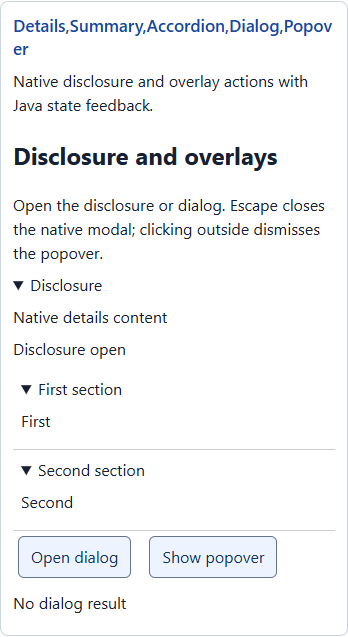 Details,Summary,Accordion,Dialog,Popov
er
Native disclosure and overlay actions with
Java state feedback.
Disclosure and overlays
Open the disclosure or dialog. Escape closes
the native modal; clicking outside dismisses
the popover.
Disclosure
Native details content
Disclosure open
First section
First
Second section
Second
Open dialog Show popover
No dialog result